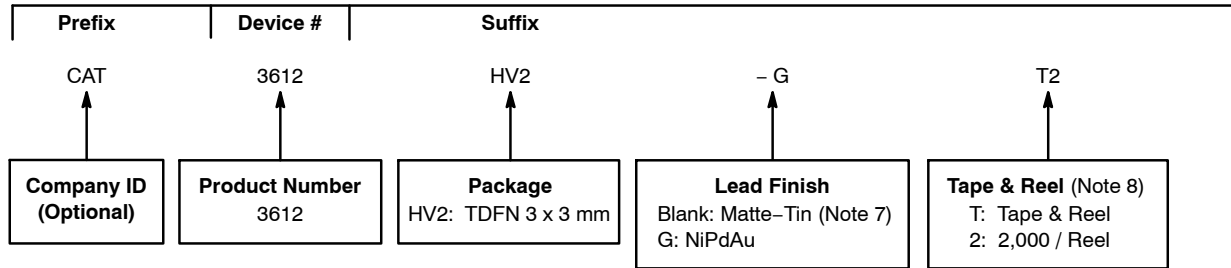 Prefix Device # Suffix
CAT 3612 HV2 – G T2
Company ID
(Optional)
Product Number
3612
Package
HV2: TDFN 3 x 3 mm
Lead Finish
Blank: Matte−Tin (Note 7)
G: NiPdAu
Tape & Reel (Note 8)
T: Tape & Reel
2: 2,000 / Reel